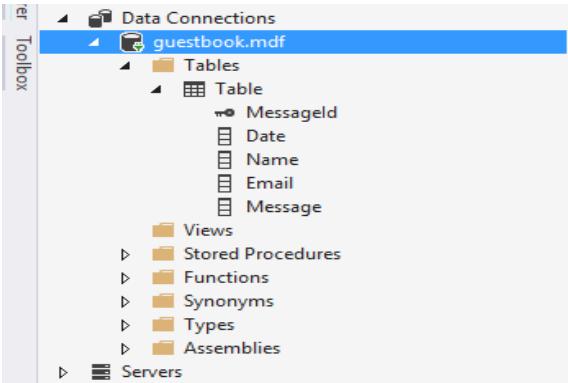 er
Toolbox
Data Connections
guestbook.mdf
Tables
Table
MessageId
Date
Name
Email
Message
Views
Stored Procedures
Functions
Synonyms
Types
Assemblies
Servers